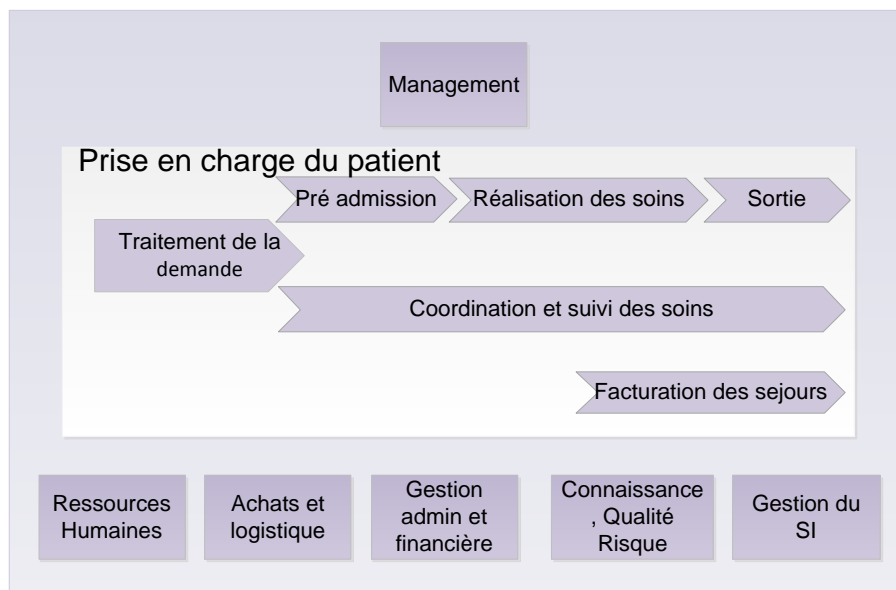 Management
Prise en charge du patient
Pré admission
Réalisation des soins
Sortie
Traitement de la
demande
Coordination et suivi des soins
Facturation des sejours
Ressources
Humaines
Achats et
logistique
Gestion
admin et
financière
Connaissance
, Qualité
Risque
Gestion du
SI